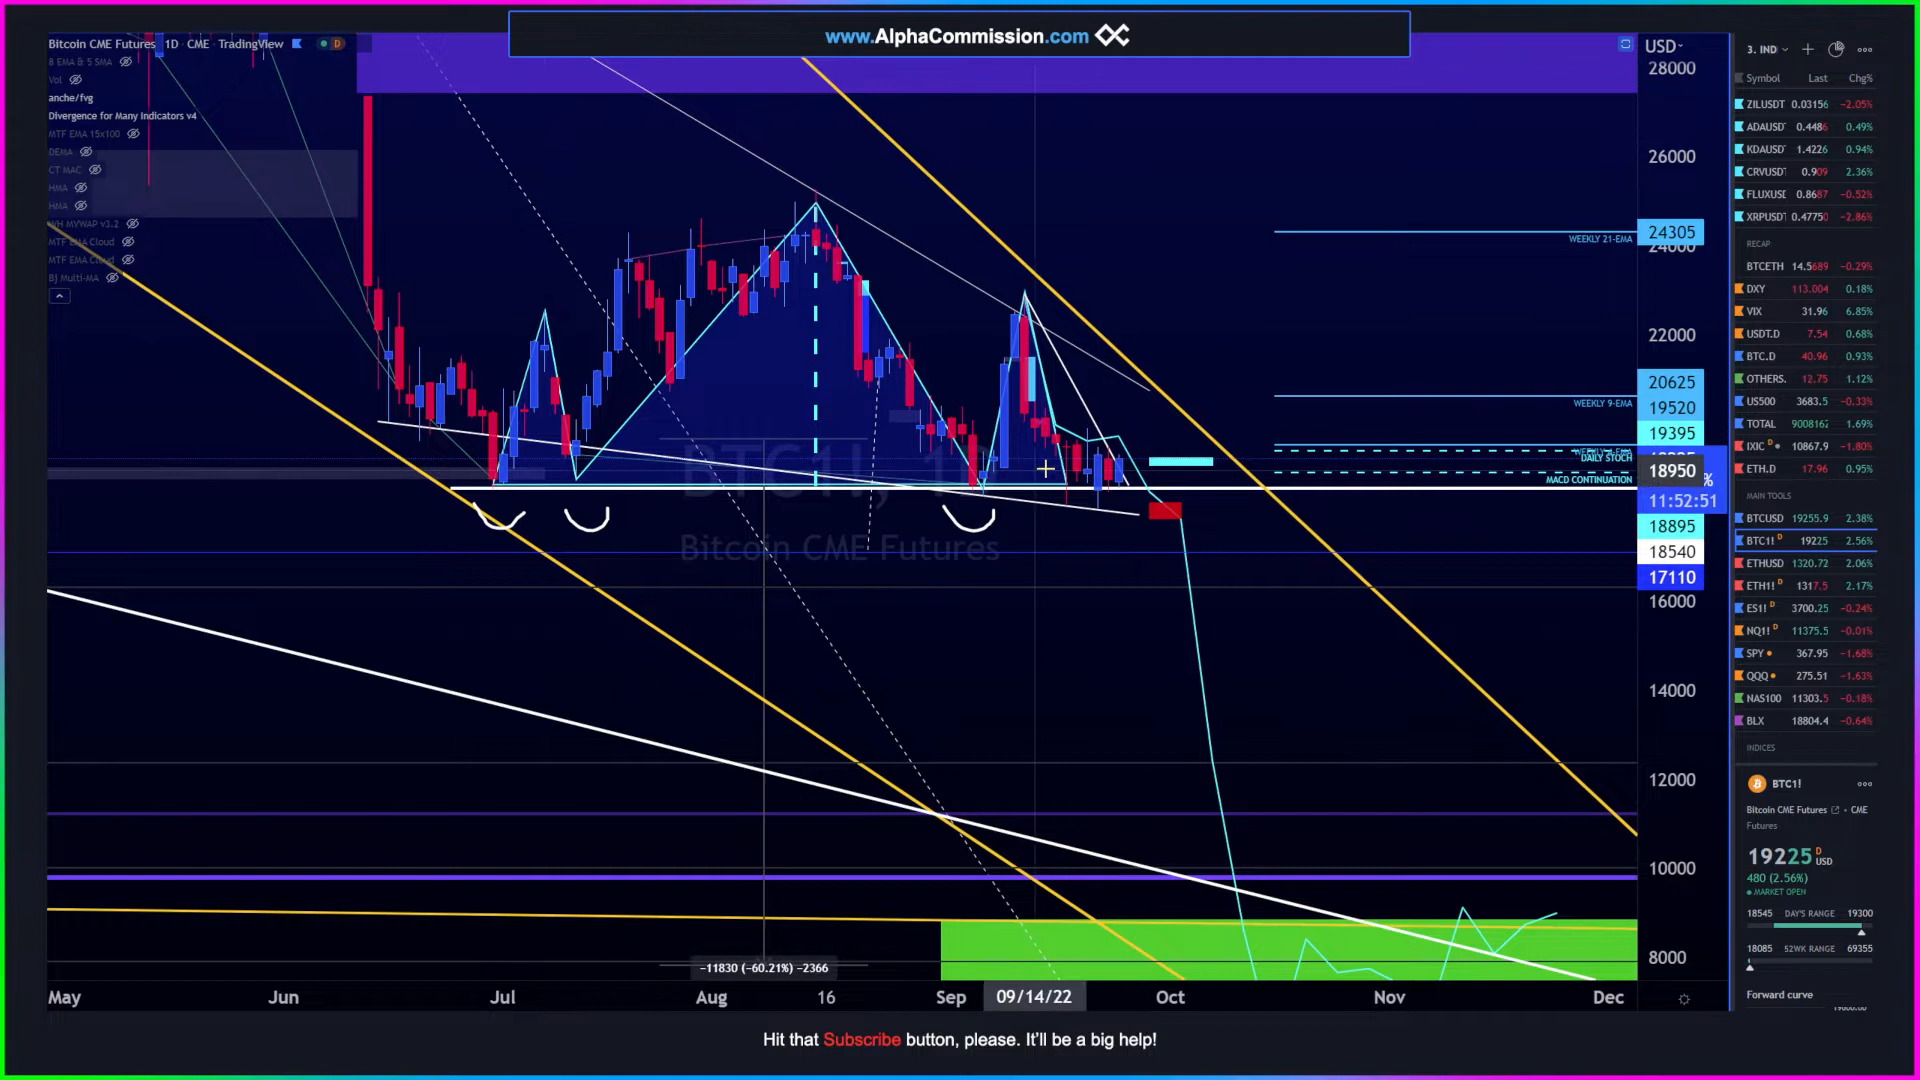 www.AlphaCommission.com
Bitcoin CME Futures 1D CME TradingView D
8 EMA & 5 SMA
Vol
anche/fvg
Divergence for Many Indicators v4
MTF EMA 15x100
DEMA
CT MAC
HMA
HMA
MTF EMA Cloud
MTF EMA Cloud
BJ Multi-MA
USD
28000
26000
24305
24000
22000
20625
19520
19395
18950
%
11:52:51
18895
18540
17110
16000
14000
12000
10000
8000
WEEKLY 21-EMA
WEEKLY 9-EMA
DAILY STOCH
MACD CONTINUATION
BTC1!, 1D
Bitcoin CME Futures
−11830 (−60.21%) −2366
May
Jun
Jul
Aug
16
Sep
09/14/22
Oct
Nov
Dec
3. IND
Symbol Last Chg%
ZILUSDT 0.03156 −2.05%
ADAUSD 0.4486 0.49%
KDAUSD 1.4226 0.94%
CRVUSD 0.909 2.36%
FLUXUSD 0.8687 −0.52%
XRPUSD 0.47750 −2.86%
RECAP
BTCETH 14.5689 −0.29%
DXY 113.004 0.18%
VIX 31.96 6.85%
USDT.D 7.54 0.68%
BTC.D 40.96 0.93%
OTHERS. 12.75 1.12%
US500 3683.5 −0.33%
TOTAL 9008162 1.69%
IXIC D 10867.9 −1.80%
ETH.D 17.96 0.95%
MAIN TOOLS
BTCUSD 19255.9 2.38%
BTC1! D 19225 2.56%
ETHUSD 1320.72 2.06%
ETH1! D 1317.5 2.17%
ES1! D 3700.25 −0.24%
NQ1! D 11375.5 −0.01%
SPY 367.95 −1.68%
QQQ 275.51 −1.63%
NAS100 11303.5 −0.18%
BLX 18804.4 −0.64%
INDICES
BTC1!
Bitcoin CME Futures • CME
Futures
19225 D USD
480 (2.56%)
MARKET OPEN
18545 DAY'S RANGE 19300
18085 52WK RANGE 69355
Forward curve
Hit that Subscribe button, please. It'll be a big help!